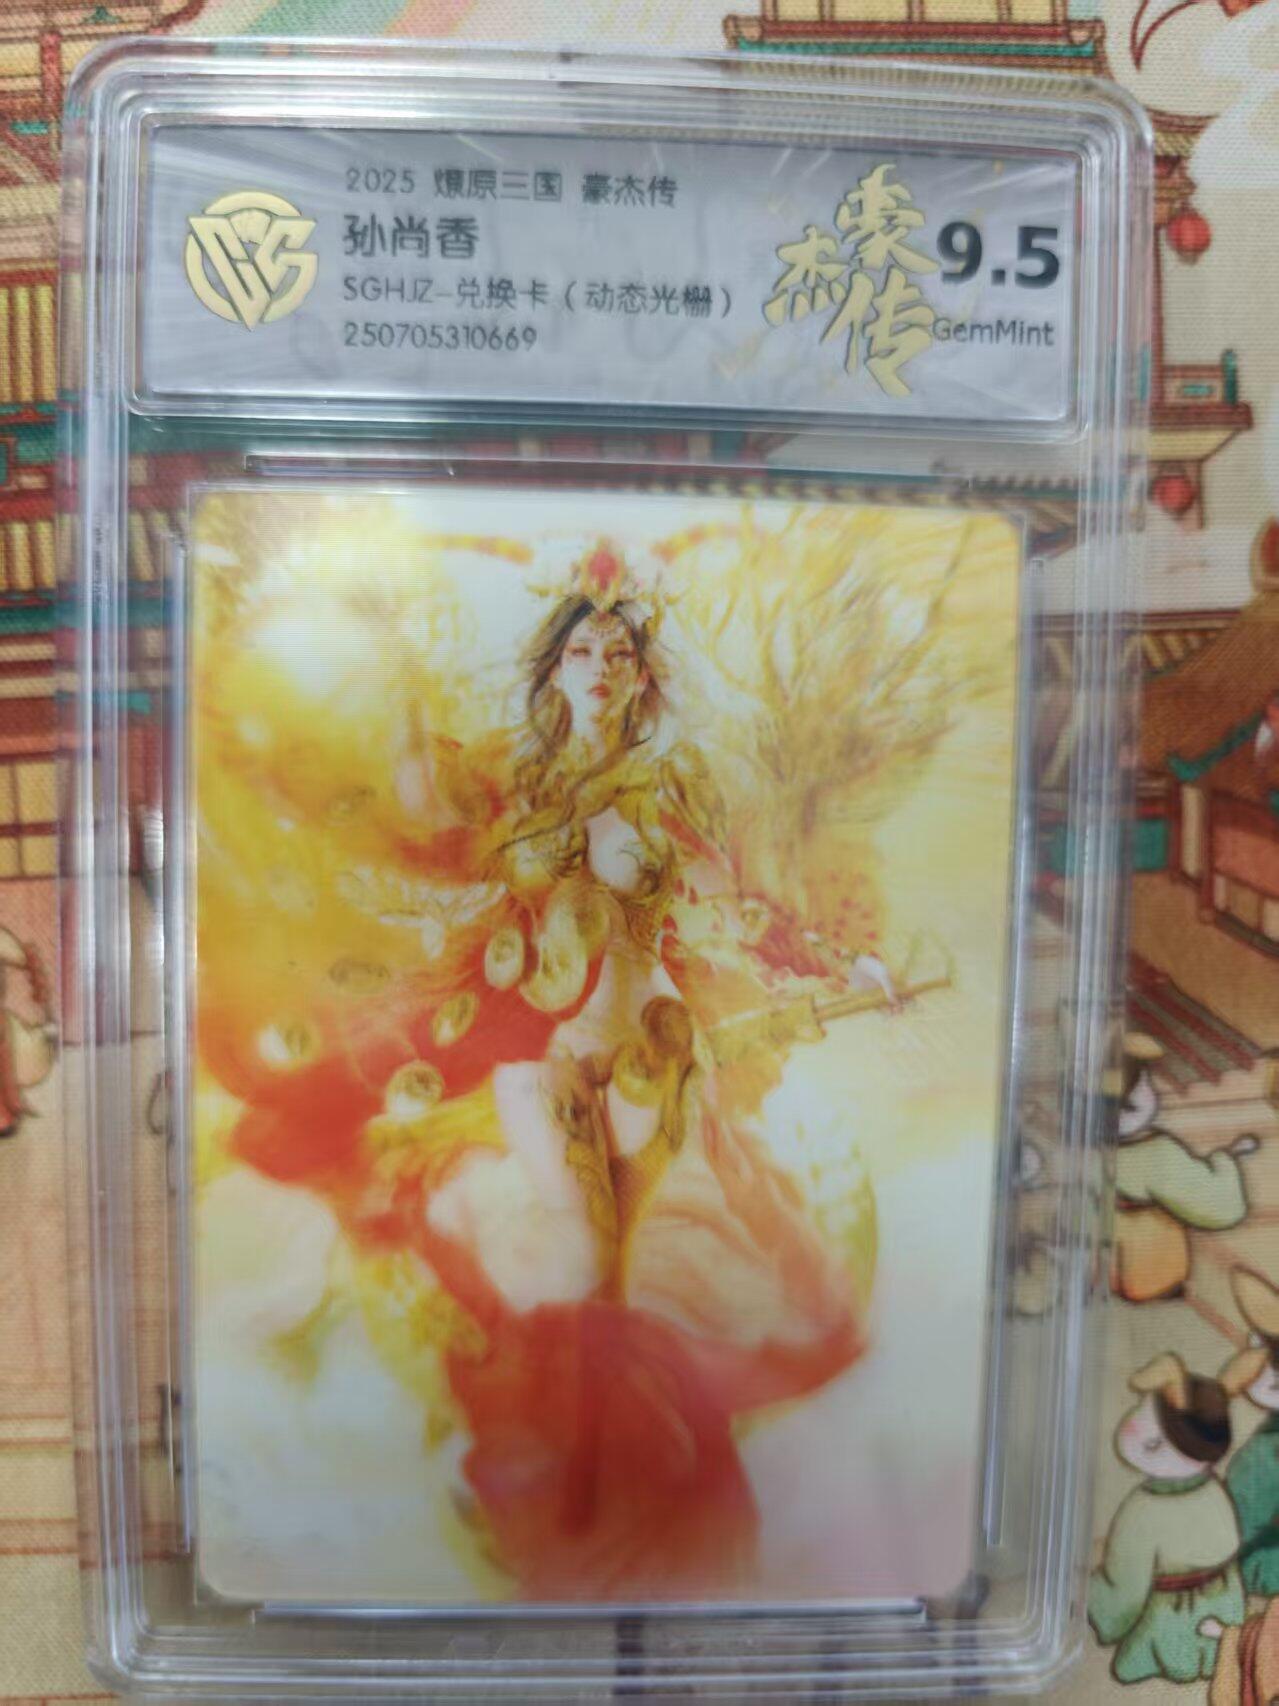 2025 爆原三国 豪杰传
孙尚香
SGHJZ-兑换卡(动态光栅)
250705310669
豪杰传
9.5
GemMint